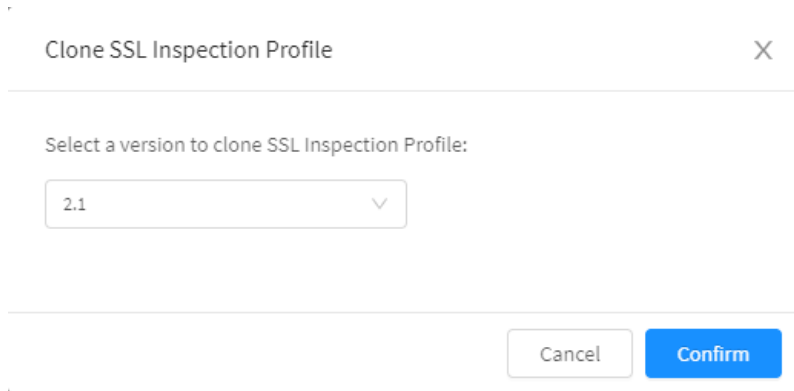 Clone SSL Inspection Profile
Select a version to clone SSL Inspection Profile:
2.1
Cancel Confirm